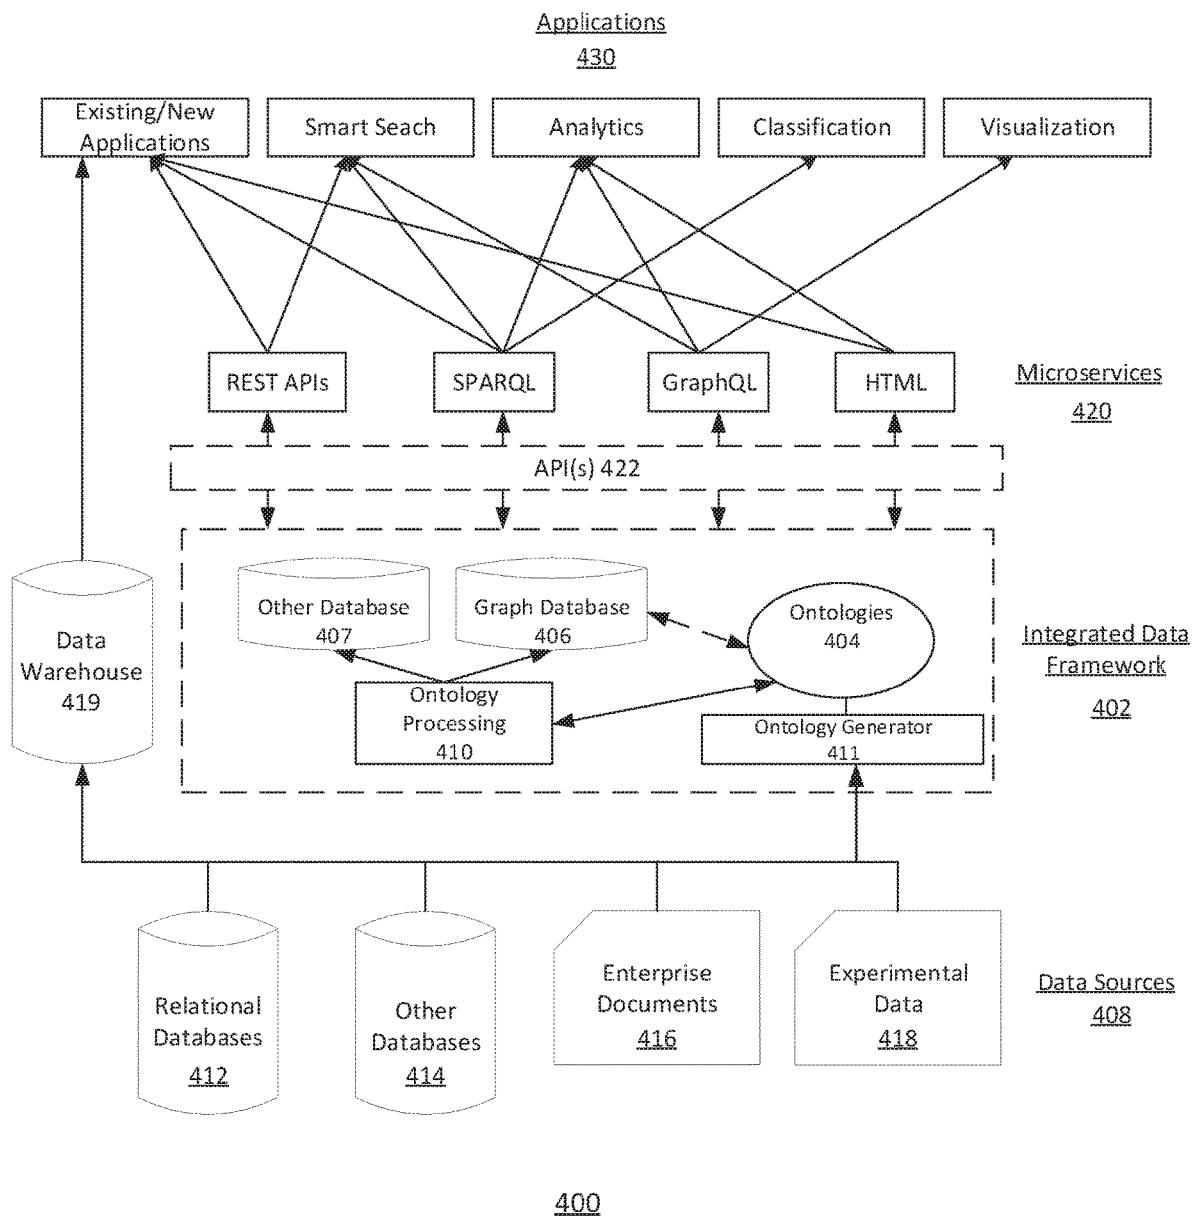 Applications
430
Existing/New
Applications
Smart Seach
Analytics
Classification
Visualization
REST APIs
SPARQL
GraphQL
HTML
Microservices
420
API(s) 422
Other Database
407
Graph Database
406
Ontologies
404
Data
Warehouse
419
Ontology
Processing
410
Ontology Generator
411
Integrated Data
Framework
402
Relational
Databases
412
Other
Databases
414
Enterprise
Documents
416
Experimental
Data
418
Data Sources
408
400